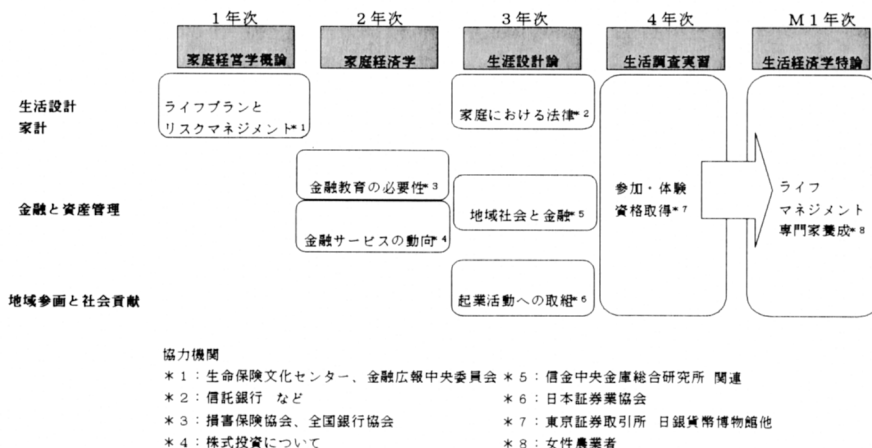 1年次 2年次 3年次 4年次 M1年次
家庭経営学概論 家庭経済学 生涯設計論 生活調査実習 生活経済学特論
生活設計
家計
ライフプランと
リスクマネジメント*1
家庭における法律*2
金融と資産管理
金融教育の必要性*3
金融サービスの動向*4
地域社会と金融*5
参加・体験
資格取得*7
ライフ
マネジメント
専門家養成*8
地域参画と社会貢献
起業活動への取組*6
協力機関
*1:生命保険文化センター、金融広報中央委員会 *5:信金中央金庫総合研究所 関連
*2:信託銀行 など *6:日本証券業協会
*3:損害保険協会、全国銀行協会 *7:東京証券取引所 日銀貨幣博物館他
*4:株式投資について *8:女性農業者